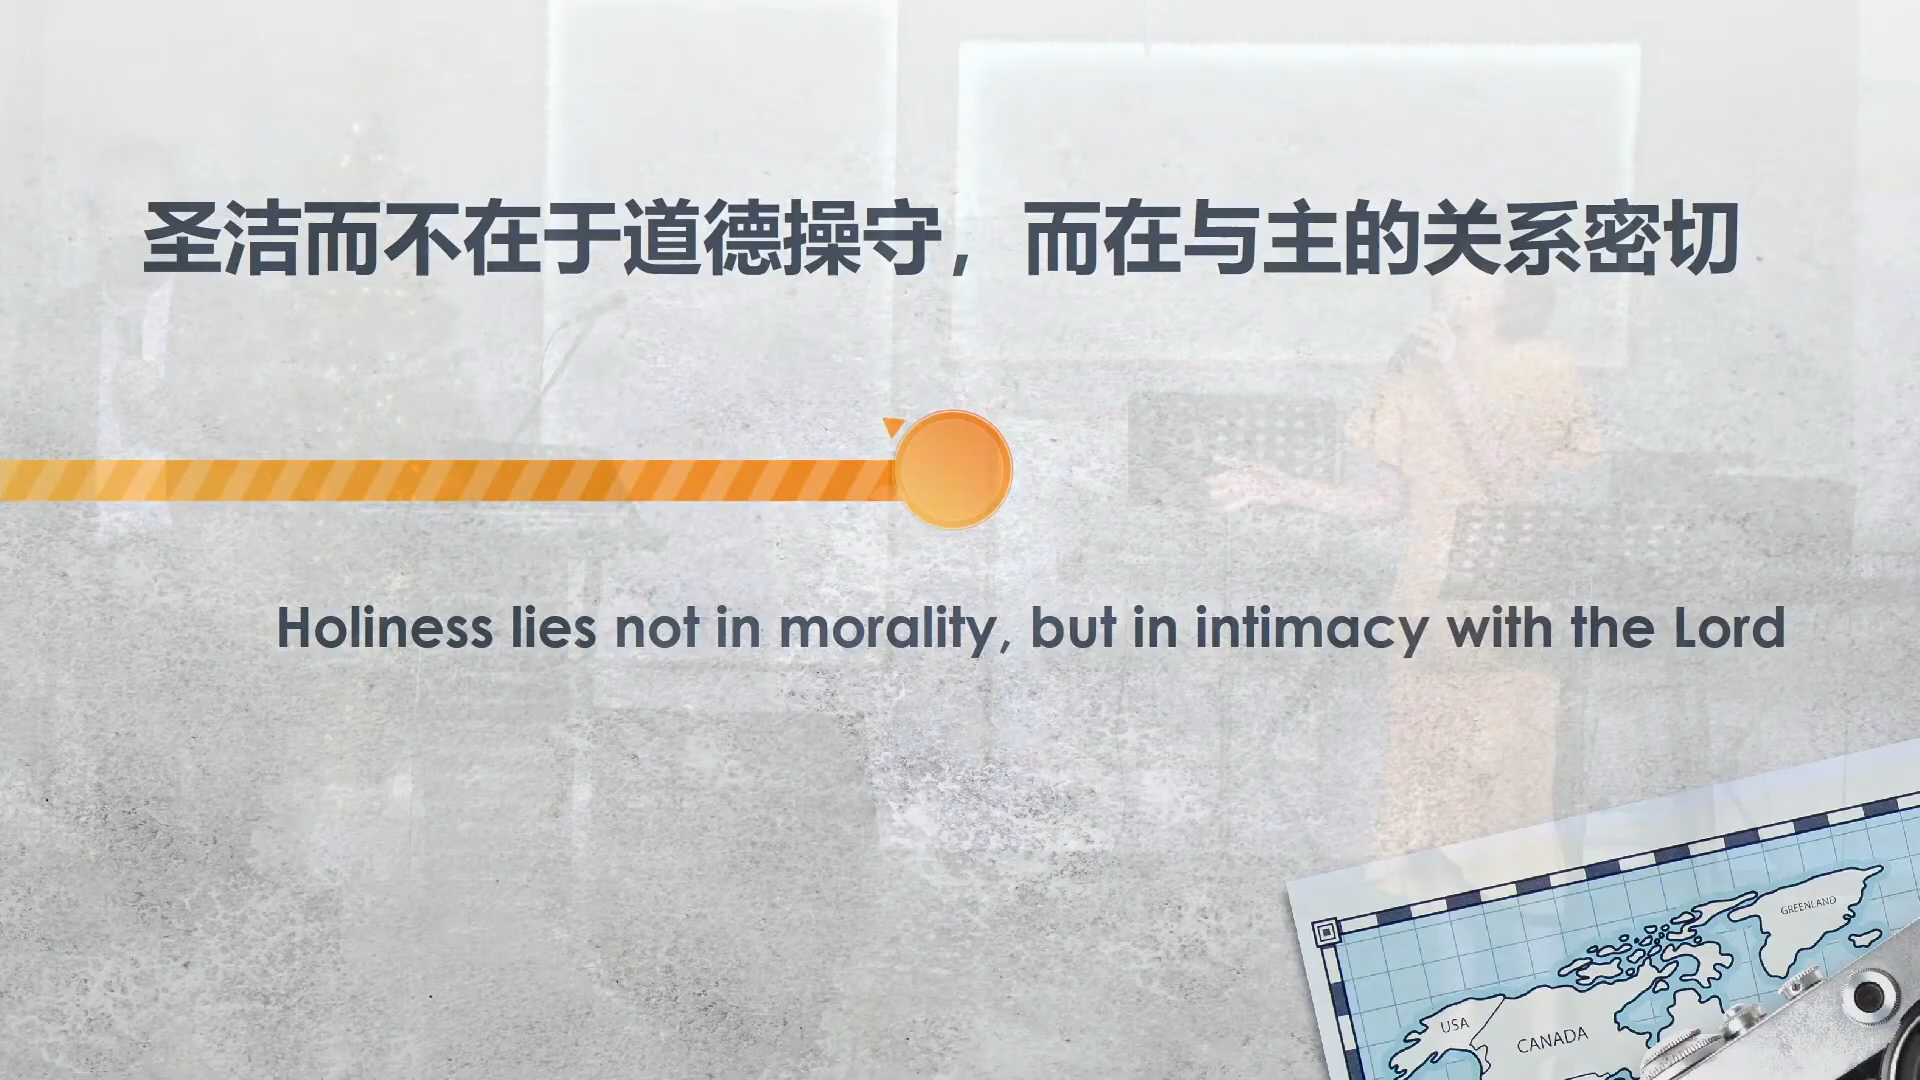 圣洁而不在于道德操守，而在与主的关系密切
Holiness lies not in morality, but in intimacy with the Lord
GREENLAND
USA
CANADA